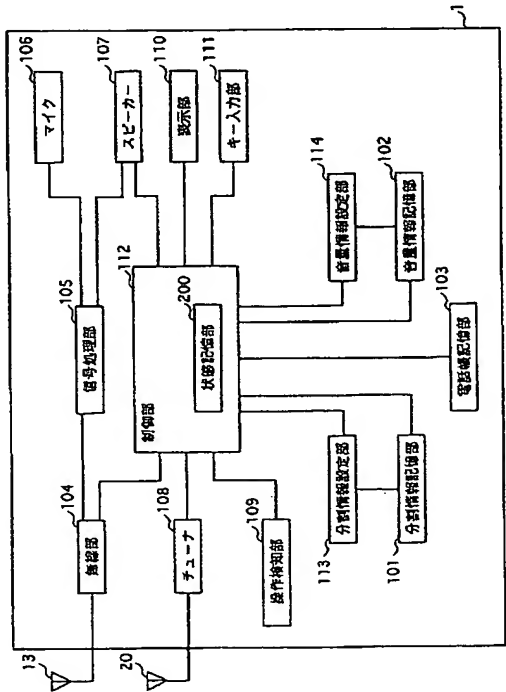 1
13
20
104
無線部
108
チューナ
109
操作検知部
105
信号処理部
106
マイク
107
スピーカー
110
表示部
111
キー入力部
112
制御部
200
状態記憶部
113
分割情報設定部
101
分割情報記憶部
103
電話帳記憶部
114
音量情報設定部
102
音量情報記憶部